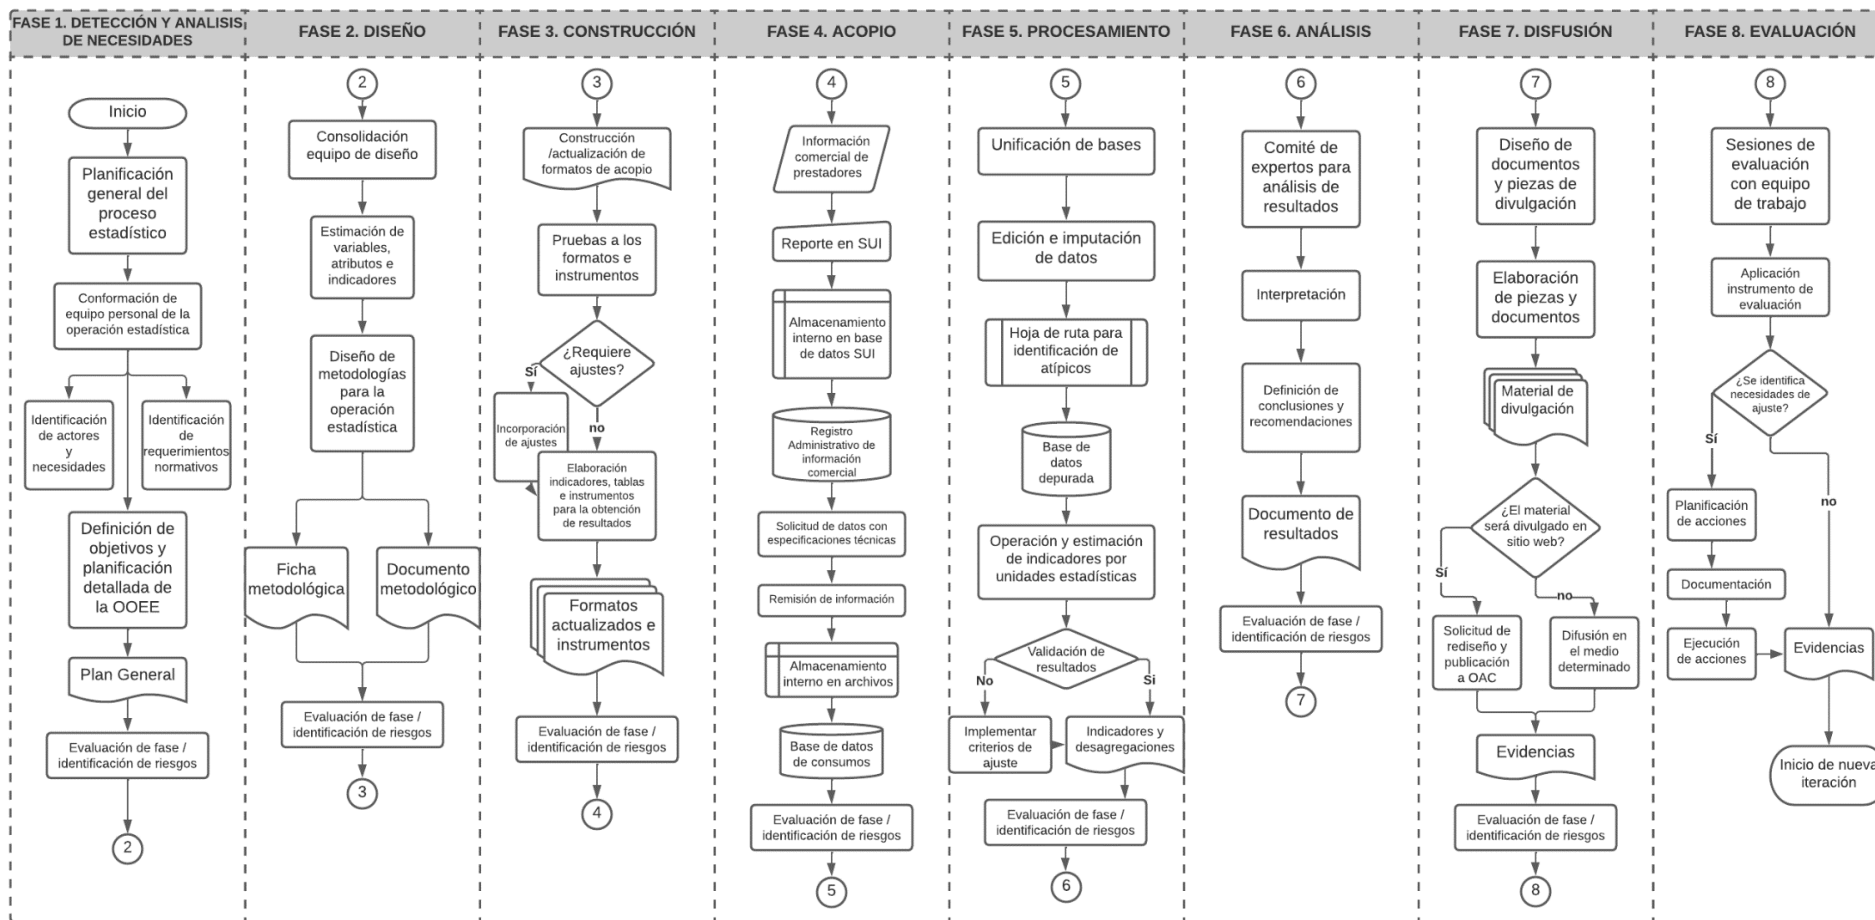 FASE 1. DETECCIÓN Y ANALISIS
DE NECESIDADES
Inicio
Planificación
general del
proceso
estadístico
Conformación de
equipo personal de la
operación estadística
Identificación
de actores
y
necesidades
Identificación
de
requerimientos
normativos
Definición de
objetivos y
planificación
detallada de
la OOEE
Plan General
Evaluación de fase /
identificación de riesgos
2
FASE 2. DISEÑO
2
Consolidación
equipo de diseño
Estimación de
variables,
atributos e
indicadores
Diseño de
metodologías
para la
operación
estadística
Ficha
metodológica
Documento
metodológico
Evaluación de fase /
identificación de riesgos
3
FASE 3. CONSTRUCCIÓN
3
Construcción
/actualización de
formatos de acopio
Pruebas a los
formatos e
instrumentos
¿Requiere
ajustes?
Sí
no
Incorporación
de ajustes
Elaboración
indicadores, tablas
e instrumentos
para la obtención
de resultados
Formatos
actualizados e
instrumentos
Evaluación de fase /
identificación de riesgos
4
FASE 4. ACOPIO
4
Información
comercial de
prestadores
Reporte en SUI
Almacenamiento
interno en base
de datos SUI
Registro
Administrativo de
información
comercial
Solicitud de datos con
especificaciones técnicas
Remisión de información
Almacenamiento
interno en archivos
Base de datos
de consumos
Evaluación de fase /
identificación de riesgos
5
FASE 5. PROCESAMIENTO
5
Unificación de bases
Edición e imputación
de datos
Hoja de ruta para
identificación de
atípicos
Base de
datos
depurada
Operación y estimación
de indicadores por
unidades estadísticas
Validación de
resultados
No
Si
Implementar
criterios de
ajuste
Indicadores y
desagregaciones
Evaluación de fase /
identificación de riesgos
6
FASE 6. ANÁLISIS
6
Comité de
expertos para
análisis de
resultados
Interpretación
Definición de
conclusiones y
recomendaciones
Documento de
resultados
Evaluación de fase /
identificación de riesgos
7
FASE 7. DISFUSIÓN
7
Diseño de
documentos
y piezas de
divulgación
Elaboración
de piezas y
documentos
Material de
divulgación
¿El material
será divulgado en
sitio web?
Sí
no
Solicitud de
rediseño y
publicación
a OAC
Difusión en
el medio
determinado
Evidencias
Evaluación de fase /
identificación de riesgos
8
FASE 8. EVALUACIÓN
8
Sesiones de
evaluación
con equipo
de trabajo
Aplicación
instrumento de
evaluación
¿Se identifica
necesidades de
ajuste?
Sí
no
Planificación
de acciones
Documentación
Ejecución
de acciones
Evidencias
Inicio de nueva
iteración